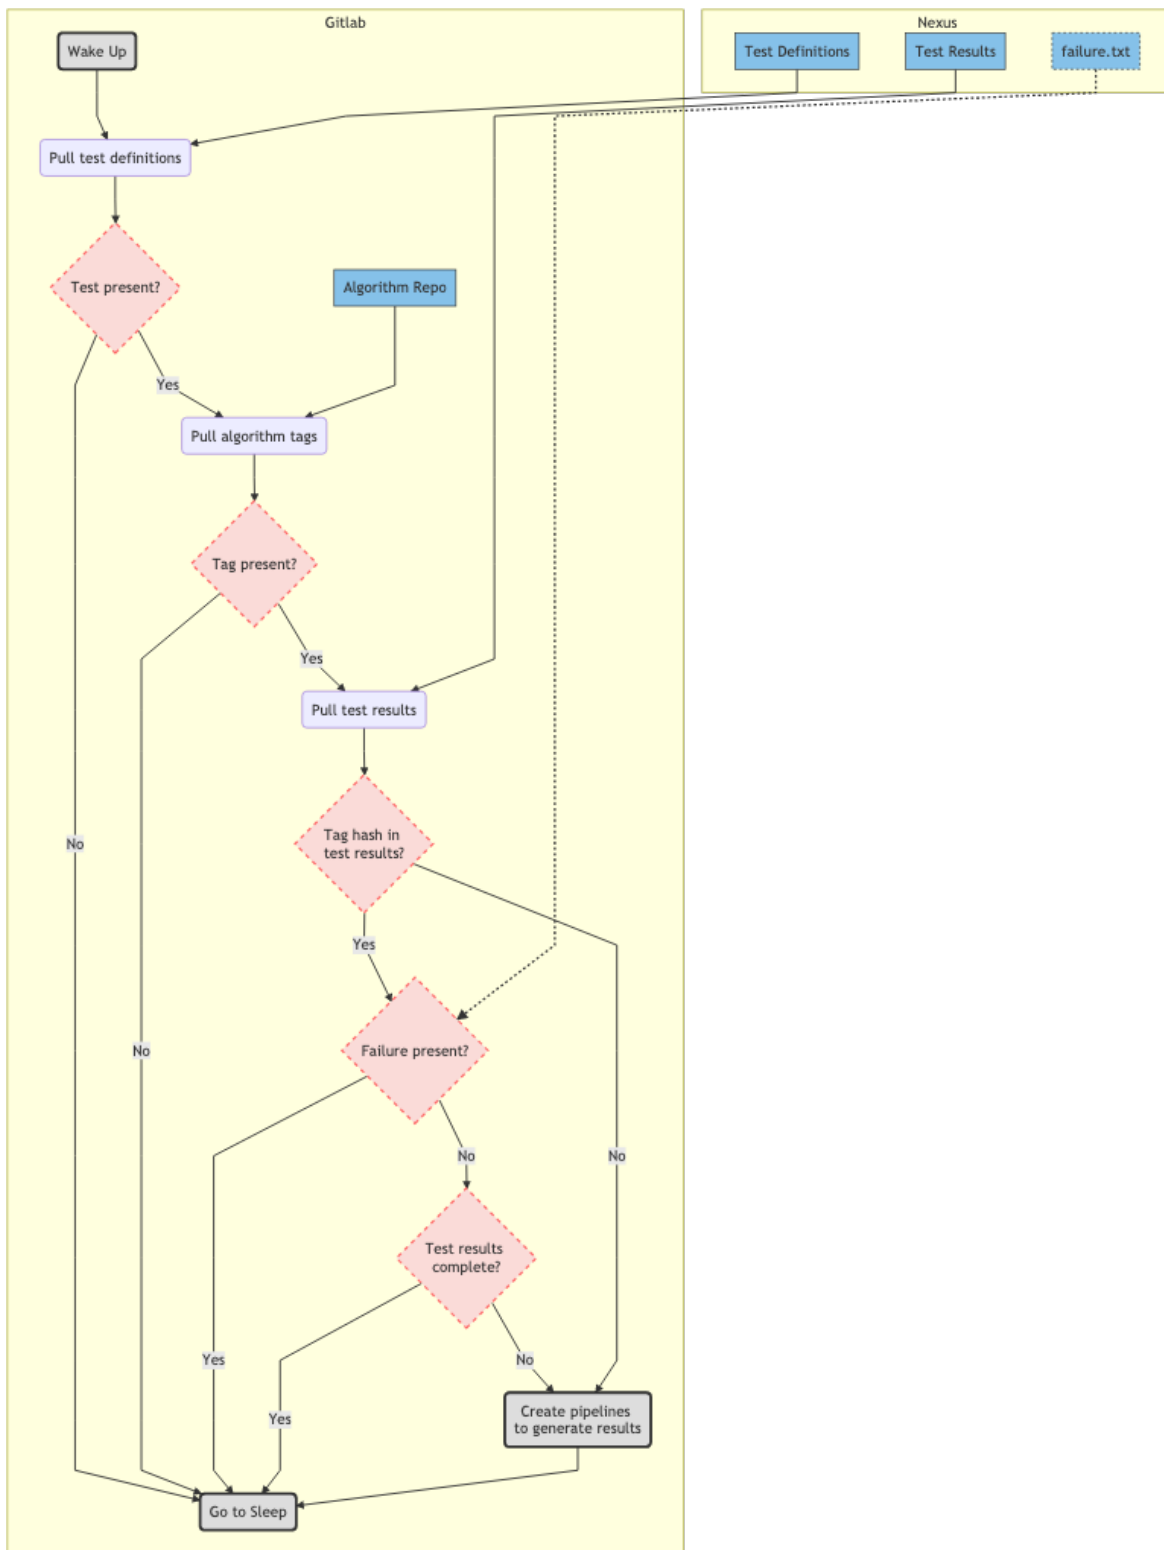 Gitlab
Nexus
Wake Up
Test Definitions
Test Results
failure.txt
Pull test definitions
Test present?
Algorithm Repo
Yes
Pull algorithm tags
Tag present?
Yes
Pull test results
Tag hash in
test results?
No
Yes
Failure present?
No
No
No
Test results
complete?
Yes
No
Create pipelines
to generate results
Yes
Go to Sleep